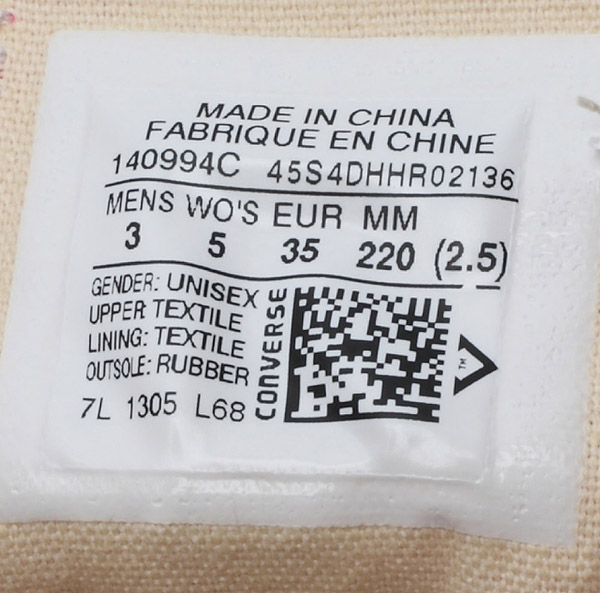 MADE IN CHINA
FABRIQUE EN CHINE
140994C 45S4DHHR02136
MENS WO'S EUR MM
3 5 35 220 (2.5)
GENDER: UNISEX
UPPER: TEXTILE
LINING: TEXTILE
OUTSOLE: RUBBER
7L 1305 L68
CONVERSE
TM